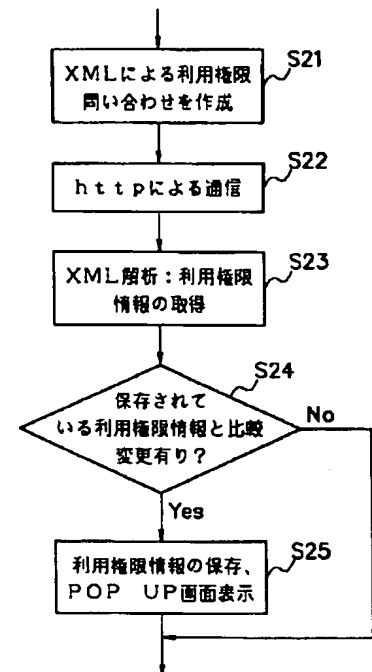 S21
XMLによる利用権限
問い合わせを作成
S22
httpによる通信
S23
XML解析：利用権限
情報の取得
S24
保存されて
いる利用権限情報と比較
変更有り？
No
Yes
S25
利用権限情報の保存、
POP UP画面表示